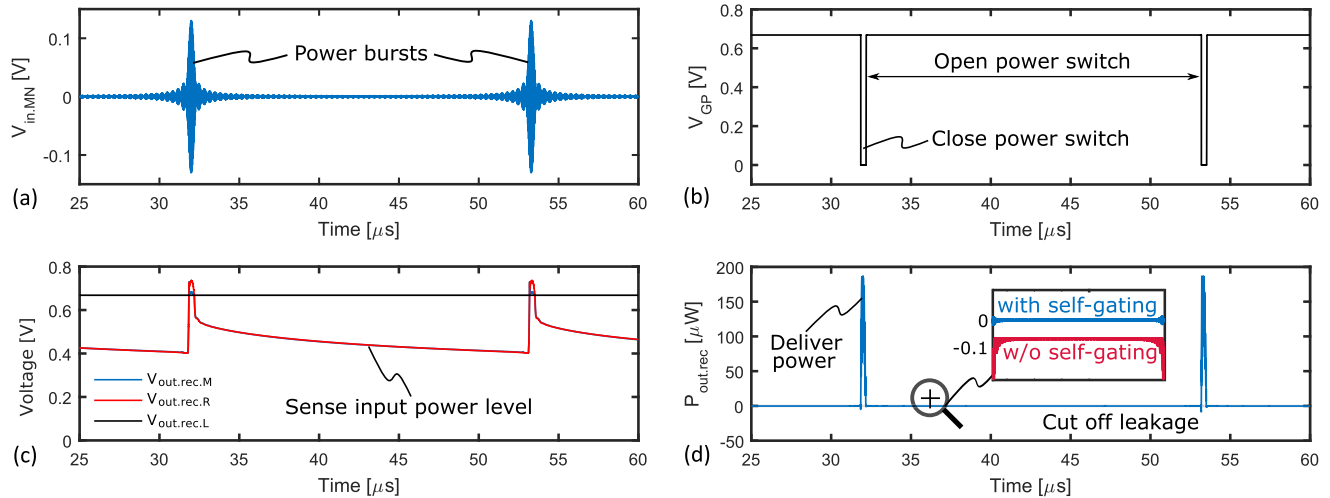 0.1
0
-0.1
V_in.MN [V]
Power bursts
25 30 35 40 45 50 55 60
Time [μs]
(a)
0.8
0.6
0.4
0.2
0
V_GP [V]
Open power switch
Close power switch
25 30 35 40 45 50 55 60
Time [μs]
(b)
0.8
0.6
0.4
0.2
0
Voltage [V]
V_out.rec.M
V_out.rec.R
V_out.rec.L
Sense input power level
25 30 35 40 45 50 55 60
Time [μs]
(c)
200
150
100
50
0
-50
P_out.rec [μW]
Deliver
power
with self-gating
0
-0.1
w/o self-gating
Cut off leakage
25 30 35 40 45 50 55 60
Time [μs]
(d)